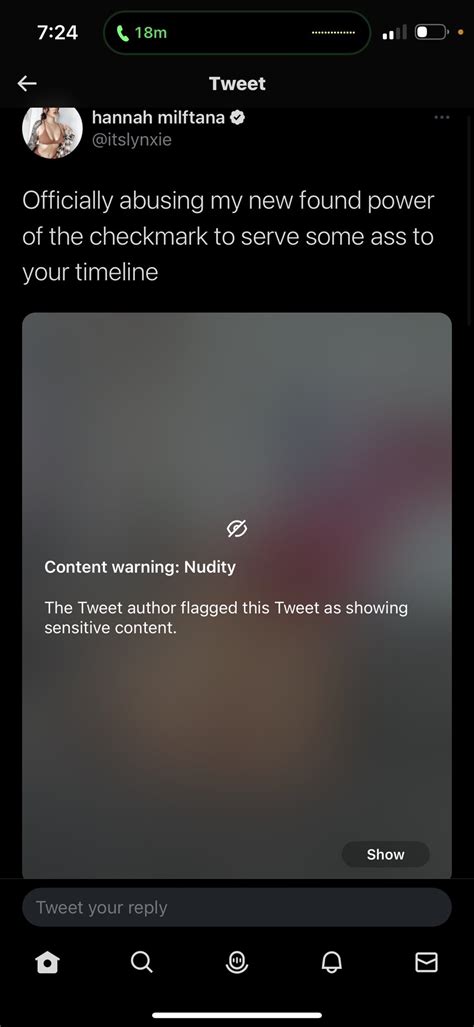 7:24
18m
Tweet
hannah milftana
@itslynxie
Officially abusing my new found power
of the checkmark to serve some ass to
your timeline
Content warning: Nudity
The Tweet author flagged this Tweet as showing
sensitive content.
Show
Tweet your reply